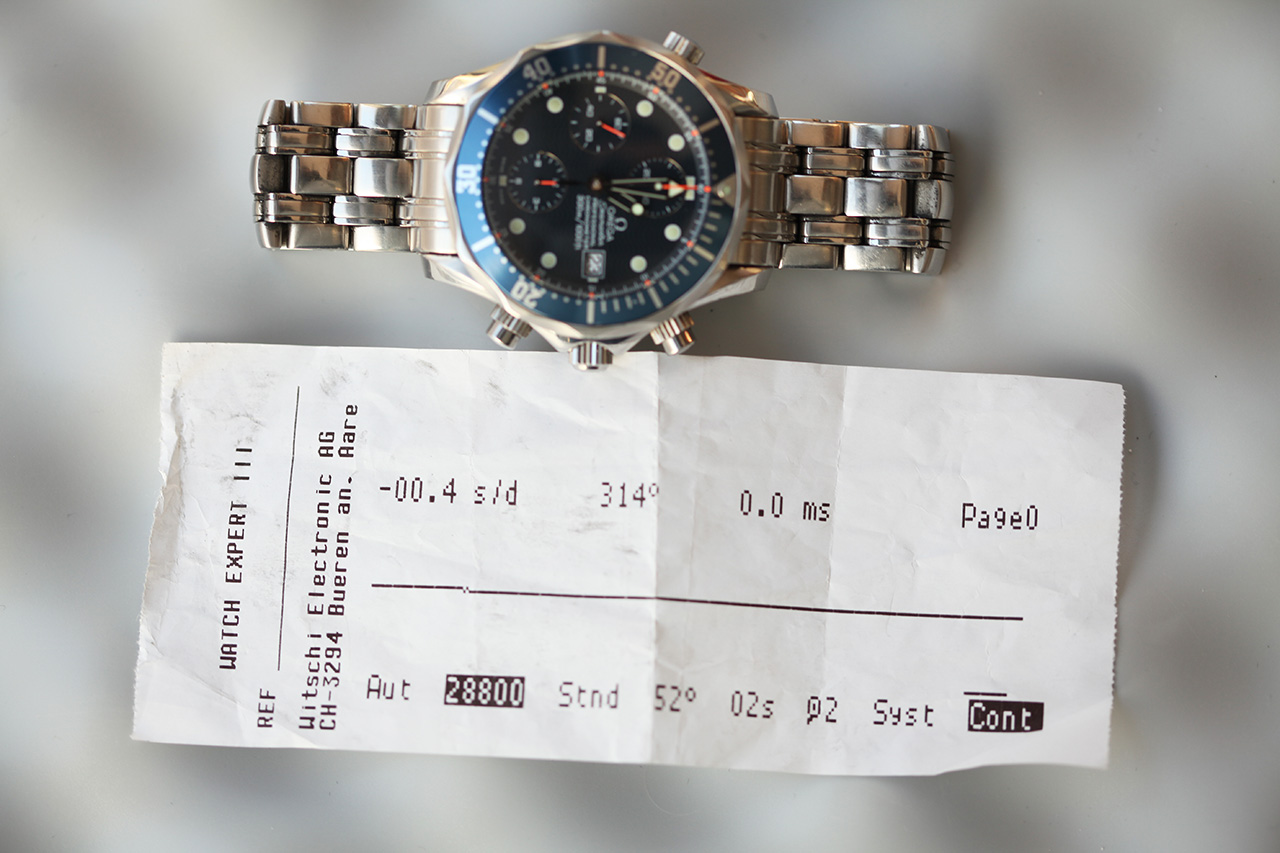 40
50
30
20
Ω
OMEGA
WATCH EXPERT III
REF
Witschi Electronic AG
CH-3294 Bueren an. Aare
-00.4 s/d 314° 0.0 ms Page0
Aut 28800 Stnd 52° 02s @2 Syst Cont